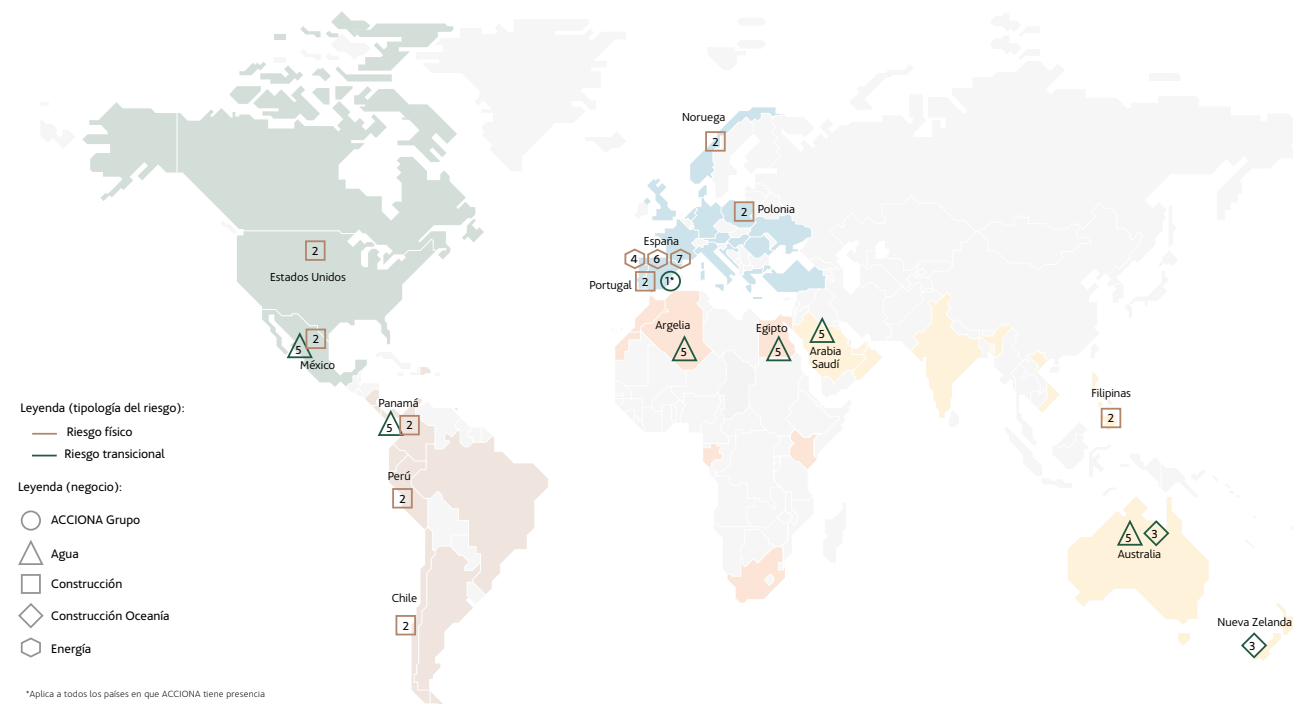 Noruega
2
2
Polonia
España
4
6
7
Portugal
2
1*
2
Estados Unidos
2
5
México
Argelia
5
Egipto
5
5
Arabia
Saudí
Filipinas
2
Panamá
5
2
Perú
2
Chile
2
5
3
Australia
Nueva Zelanda
3
Leyenda (tipología del riesgo):
Riesgo físico
Riesgo transicional
Leyenda (negocio):
ACCIONA Grupo
Agua
Construcción
Construcción Oceanía
Energía
*Aplica a todos los países en que ACCIONA tiene presencia